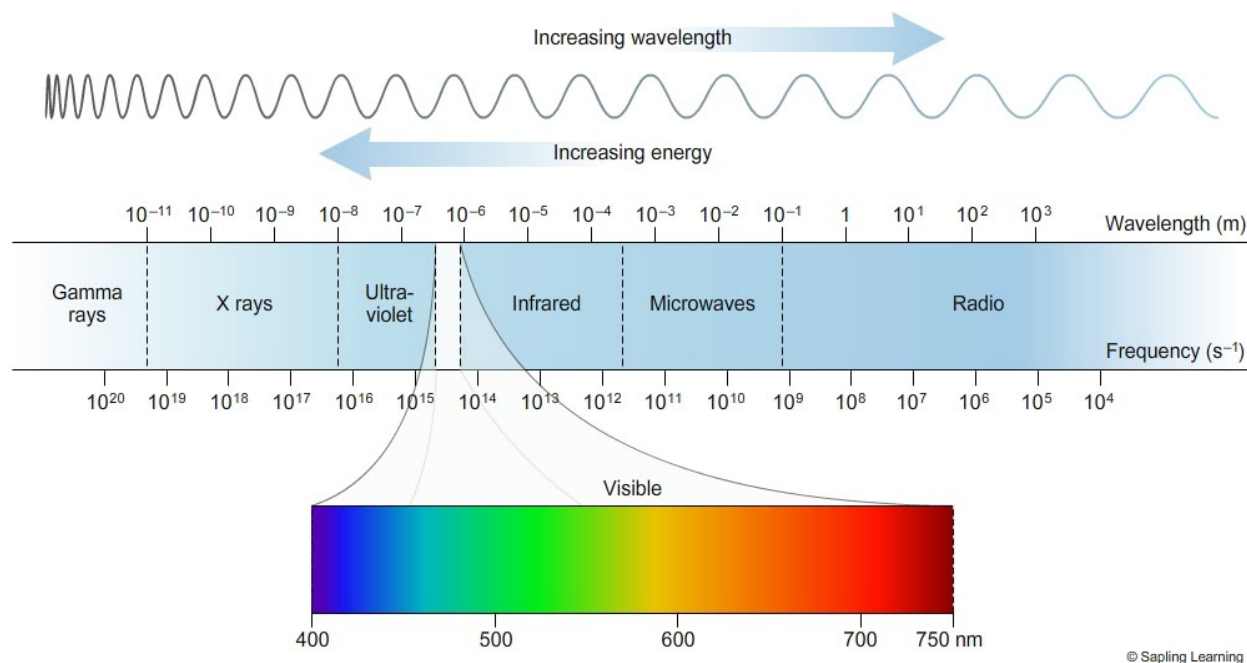 Increasing wavelength
Increasing energy
10⁻¹¹ 10⁻¹⁰ 10⁻⁹ 10⁻⁸ 10⁻⁷ 10⁻⁶ 10⁻⁵ 10⁻⁴ 10⁻³ 10⁻² 10⁻¹ 1 10¹ 10² 10³ Wavelength (m)
Gamma rays X rays Ultra-violet Infrared Microwaves Radio
Frequency (s⁻¹)
10²⁰ 10¹⁹ 10¹⁸ 10¹⁷ 10¹⁶ 10¹⁵ 10¹⁴ 10¹³ 10¹² 10¹¹ 10¹⁰ 10⁹ 10⁸ 10⁷ 10⁶ 10⁵ 10⁴
Visible
400 500 600 700 750 nm
© Sapling Learning